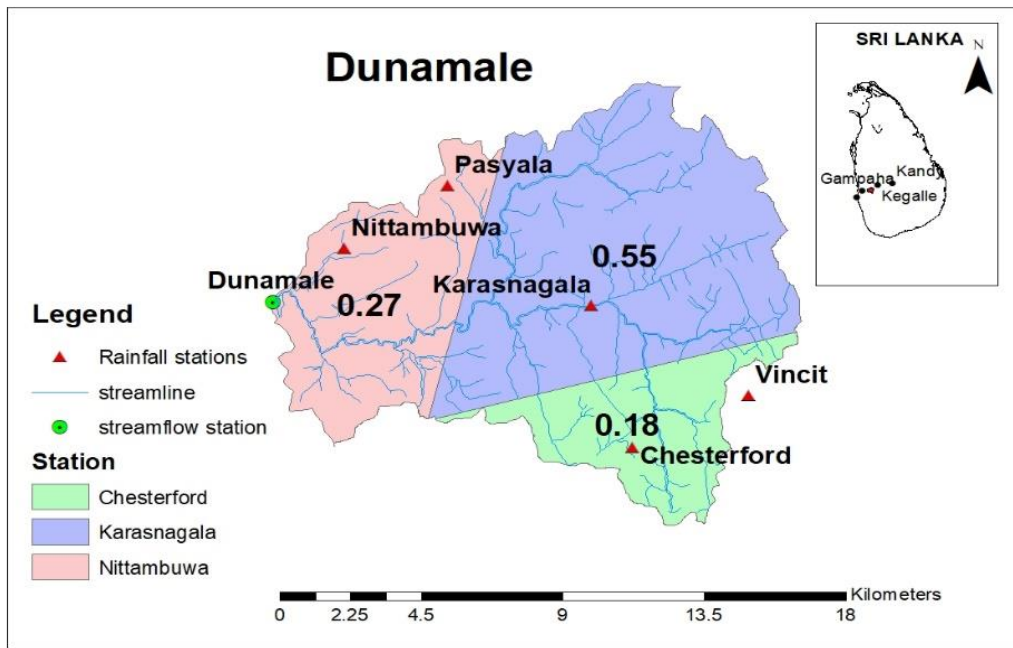 Dunamale
SRI LANKA
N
Gampaha
Kandy
Kegalle
Pasyala
Nittambuwa
Dunamale
0.27
0.55
Karasnagala
Vincit
0.18
Chesterford
Legend
Rainfall stations
streamline
streamflow station
Station
Chesterford
Karasnagala
Nittambuwa
Kilometers
0 2.25 4.5 9 13.5 18